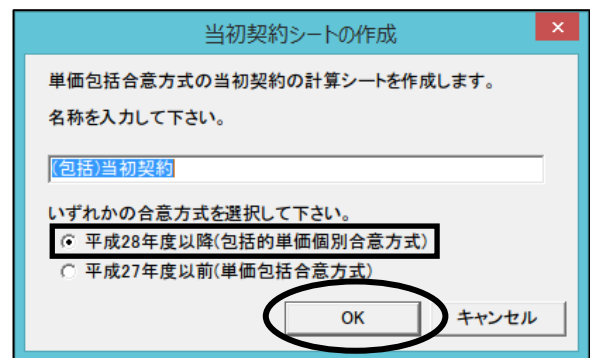 当初契約シートの作成
×
単価包括合意方式の当初契約の計算シートを作成します。
名称を入力して下さい。
(包括)当初契約
いずれかの合意方式を選択して下さい。
平成28年度以降(包括的単価個別合意方式)
平成27年度以前(単価包括合意方式)
OK キャンセル